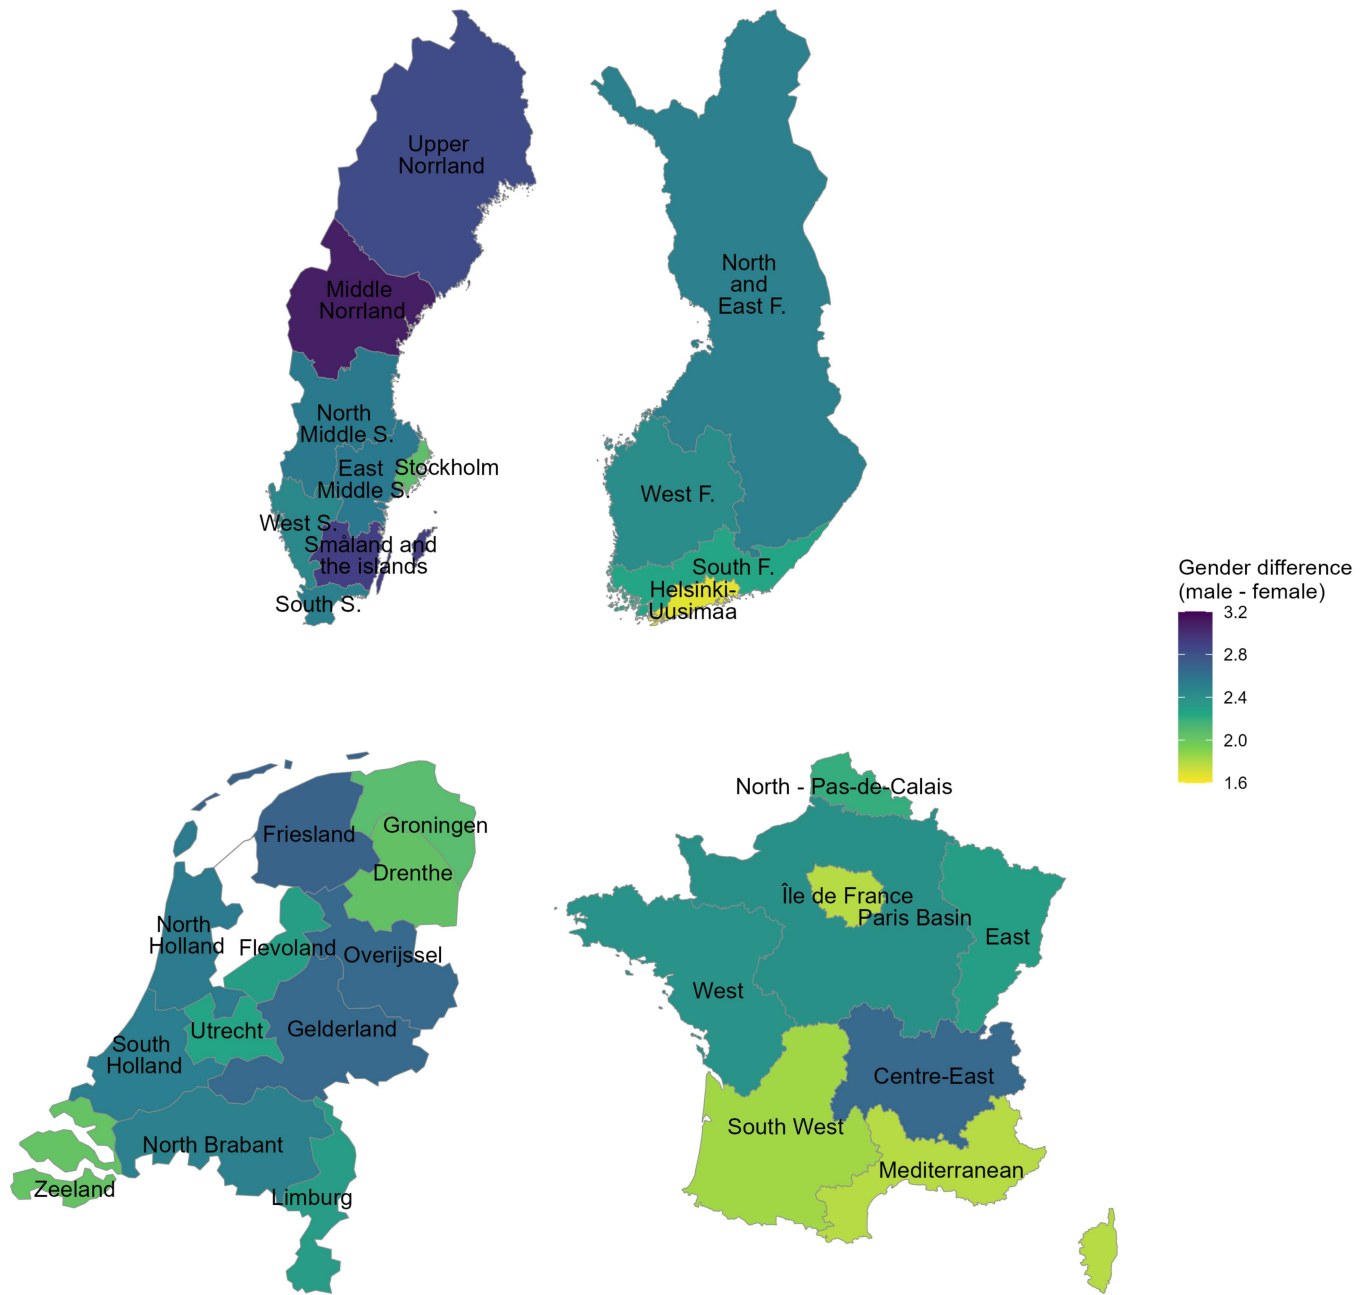 Upper
Norrland
Middle
Norrland
North
Middle S.
East
Middle S.
Stockholm
West S.
Småland and
the islands
South S.
North
and
East F.
West F.
South F.
Helsinki-
Uusimaa
Gender difference
(male - female)
3.2
2.8
2.4
2.0
1.6
Friesland
Groningen
Drenthe
North
Holland
Flevoland
Overijssel
Utrecht
Gelderland
South
Holland
North Brabant
Zeeland
Limburg
North - Pas-de-Calais
Île de France
Paris Basin
East
West
Centre-East
South West
Mediterranean